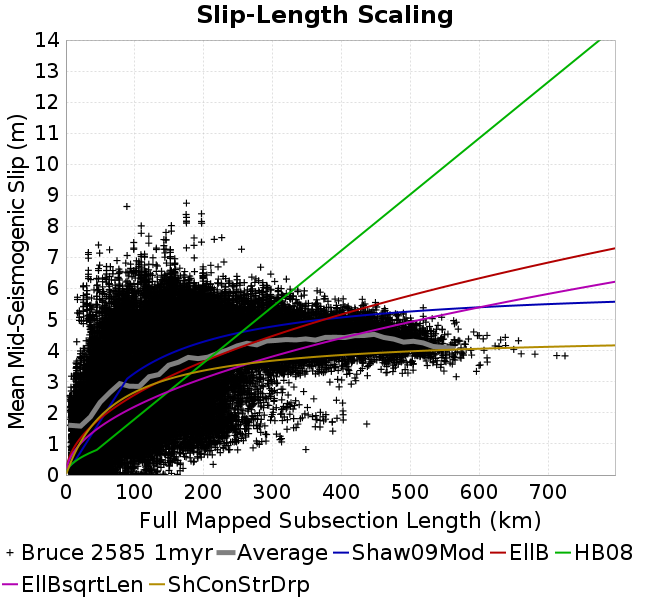 Slip-Length Scaling
Mean Mid-Seismogenic Slip (m)
14
13
12
11
10
9
8
7
6
5
4
3
2
1
0
0 100 200 300 400 500 600 700
Full Mapped Subsection Length (km)
Bruce 2585 1myr Average Shaw09Mod EllB HB08
EllBsqrtLen ShConStrDrp